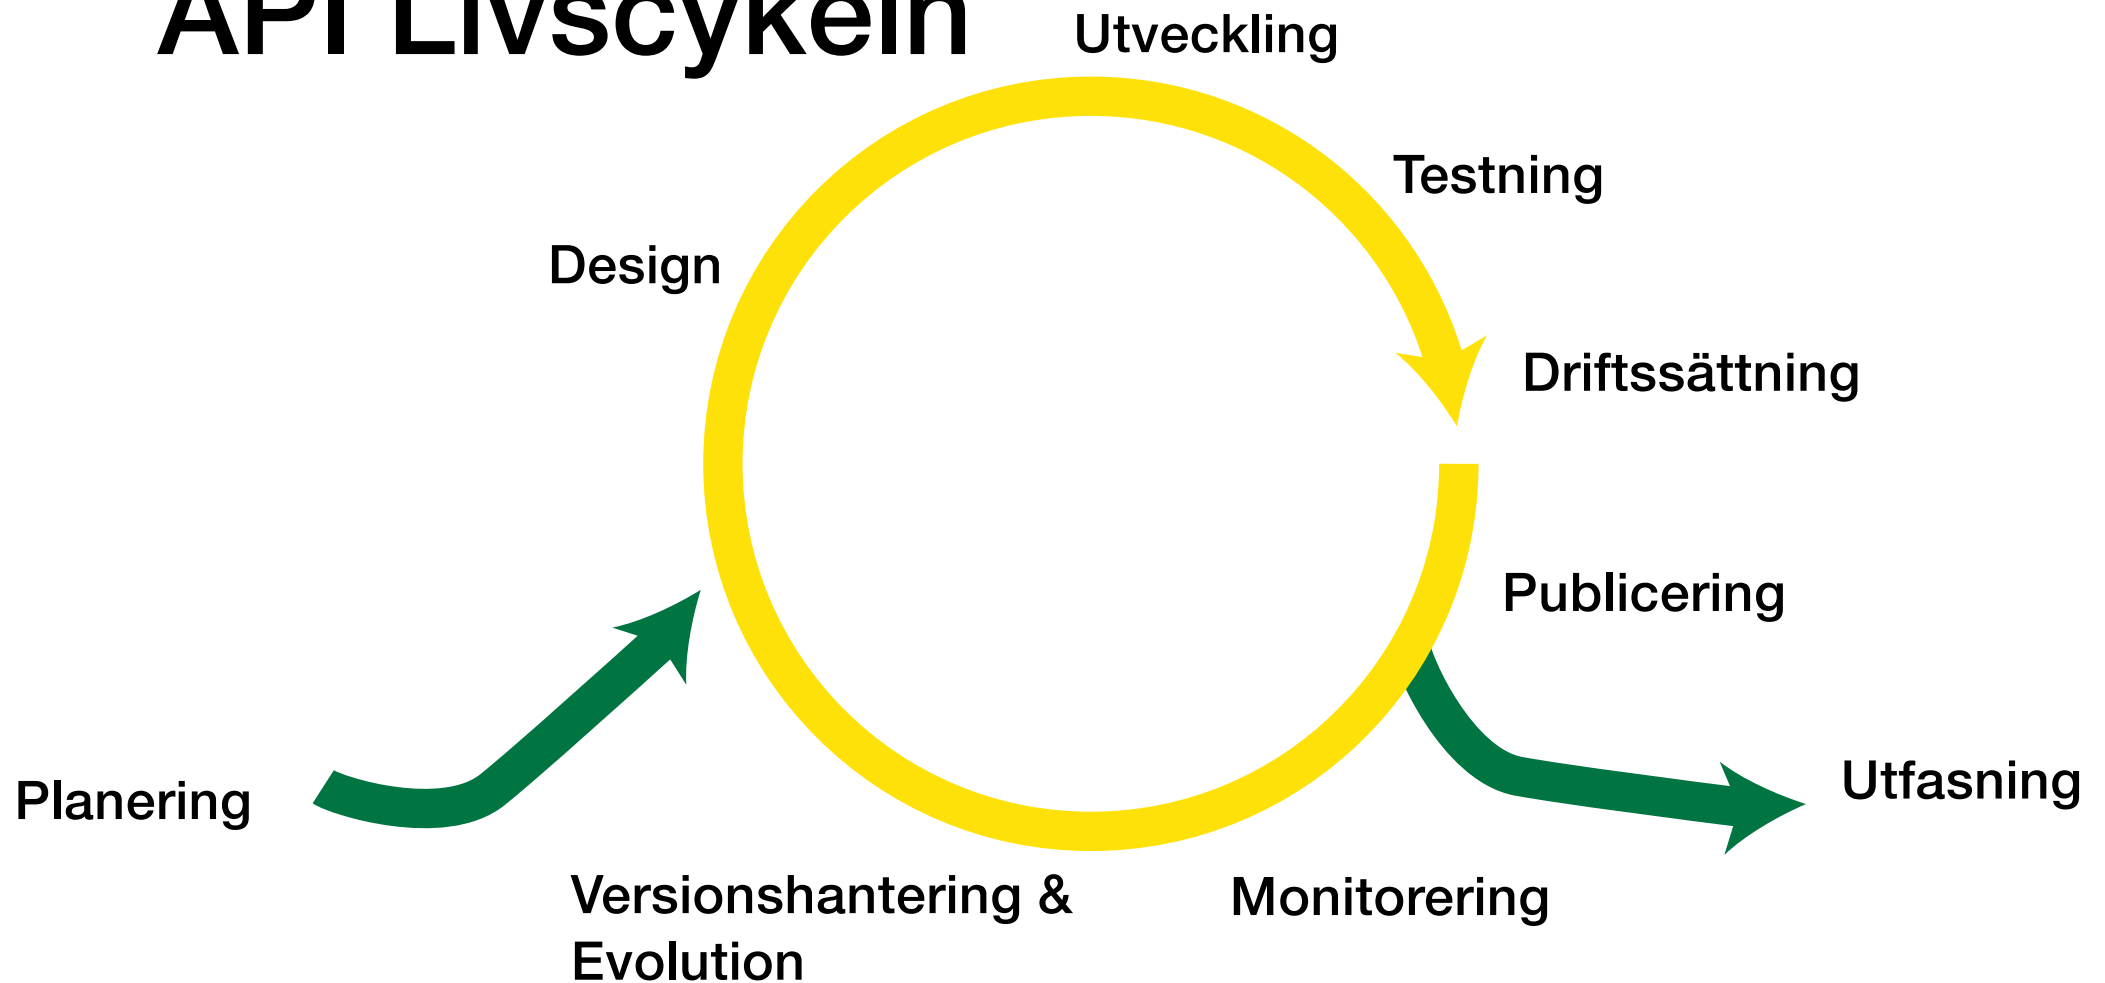 API Livscykeln
Utveckling
Testning
Design
Driftssättning
Publicering
Planering
Utfasning
Versionshantering &
Evolution
Monitorering